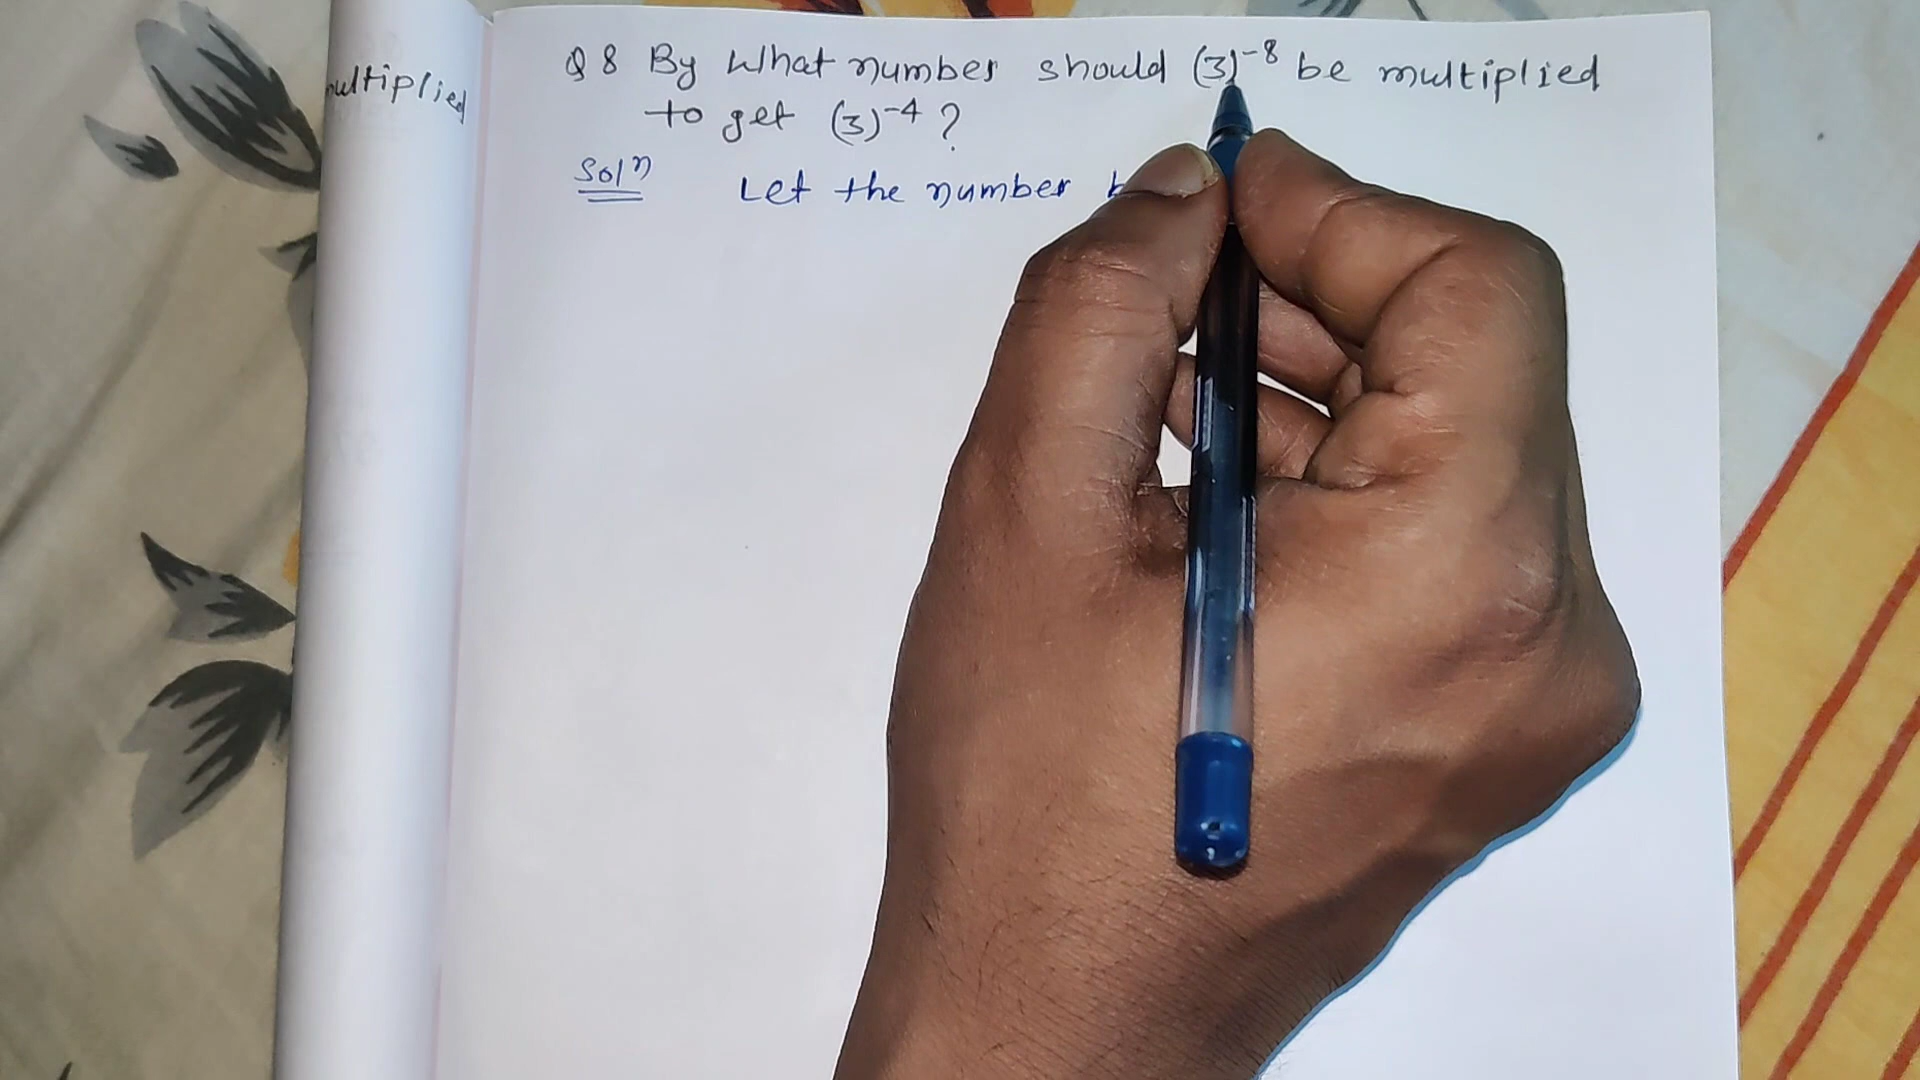 multiplied
Q 8 By What number should (3)⁻⁸ be multiplied
to get (3)⁻⁴ ?
Solⁿ Let the number